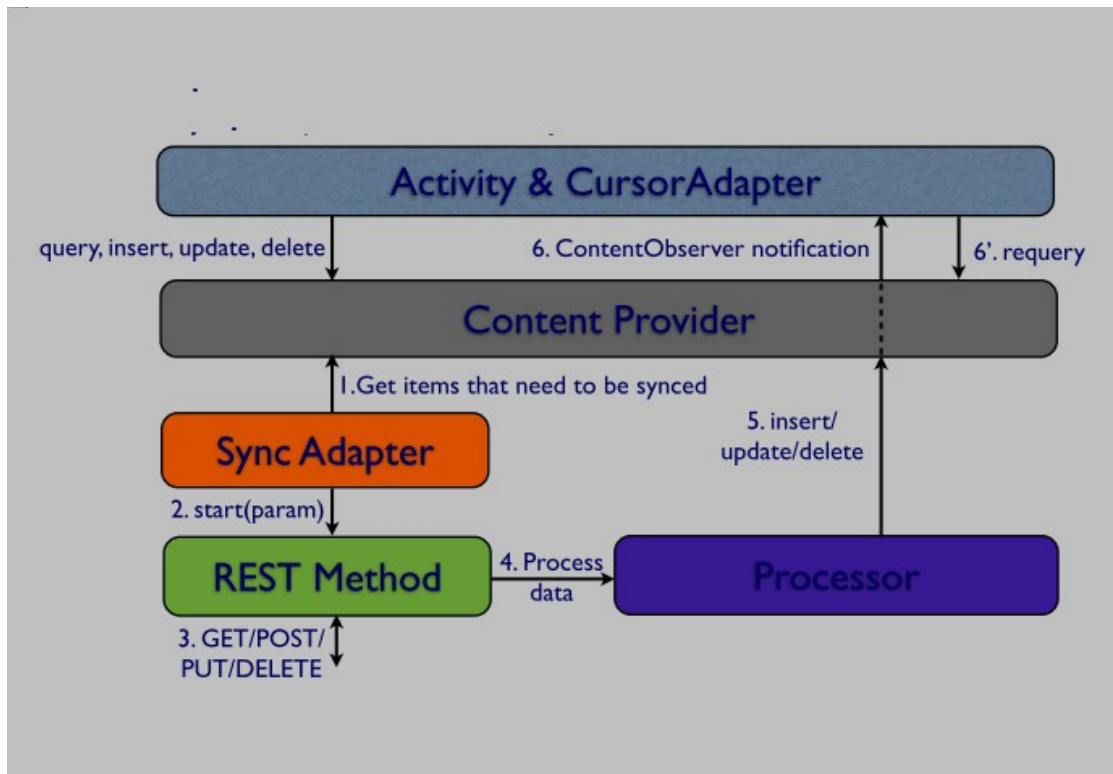 Activity & CursorAdapter
query, insert, update, delete
6. ContentObserver notification
6'. requery
Content Provider
1.Get items that need to be synced
Sync Adapter
5. insert/
update/delete
2. start(param)
REST Method
4. Process
data
Processor
3. GET/POST/
PUT/DELETE